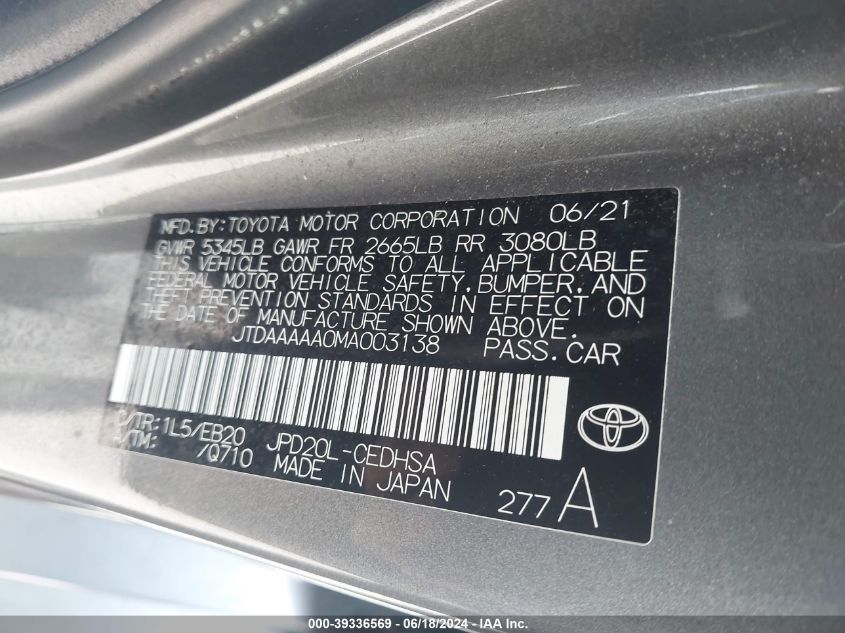 MFD.BY:TOYOTA MOTOR CORPORATION 06/21
GVWR 5345LB GAWR FR 2665LB RR 3080LB
THIS VEHICLE CONFORMS TO ALL APPLICABLE
FEDERAL MOTOR VEHICLE SAFETY,BUMPER,AND
THEFT PREVENTION STANDARDS IN EFFECT ON
THE DATE OF MANUFACTURE SHOWN ABOVE.
JTDAAAAA0MA003138 PASS.CAR
C/TR:1L5/EB20 JPD20L-CEDHSA
A/TM: /Q710 MADE IN JAPAN
277A
000-39336569 - 06/18/2024 - IAA Inc.